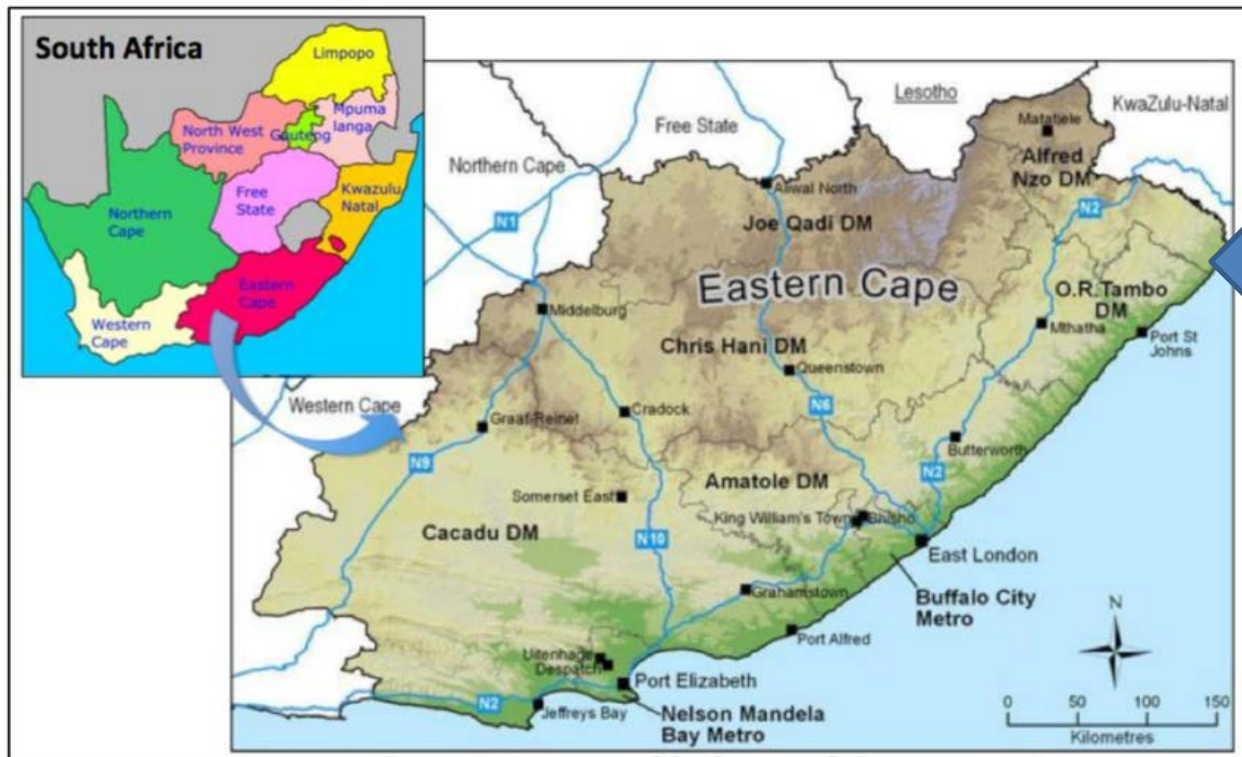 South Africa
Limpopo
Mpuma
langa
North West
Province
Gauteng
Free
State
Kwazulu
Natal
Northern
Cape
Eastern
Cape
Western
Cape
Lesotho
KwaZulu-Natal
Free State
Northern Cape
Matatiele
Alfred
Nzo DM
Aliwal North
N1
N2
Joe Qadi DM
Eastern Cape
O.R.Tambo
DM
Middelburg
Mthatha
Port St
Johns
Chris Hani DM
Queenstown
Western Cape
Graaf-Reinet
Cradock
N6
Butterworth
N9
N2
Amatole DM
Somerset East
King William's Town
Bhisho
Cacadu DM
N10
East London
Grahamstown
Buffalo City
Metro
N
Port Alfred
Uitenhage
Despatch
Port Elizabeth
N2
Jeffreys Bay
Nelson Mandela
Bay Metro
0 50 100 150
Kilometres